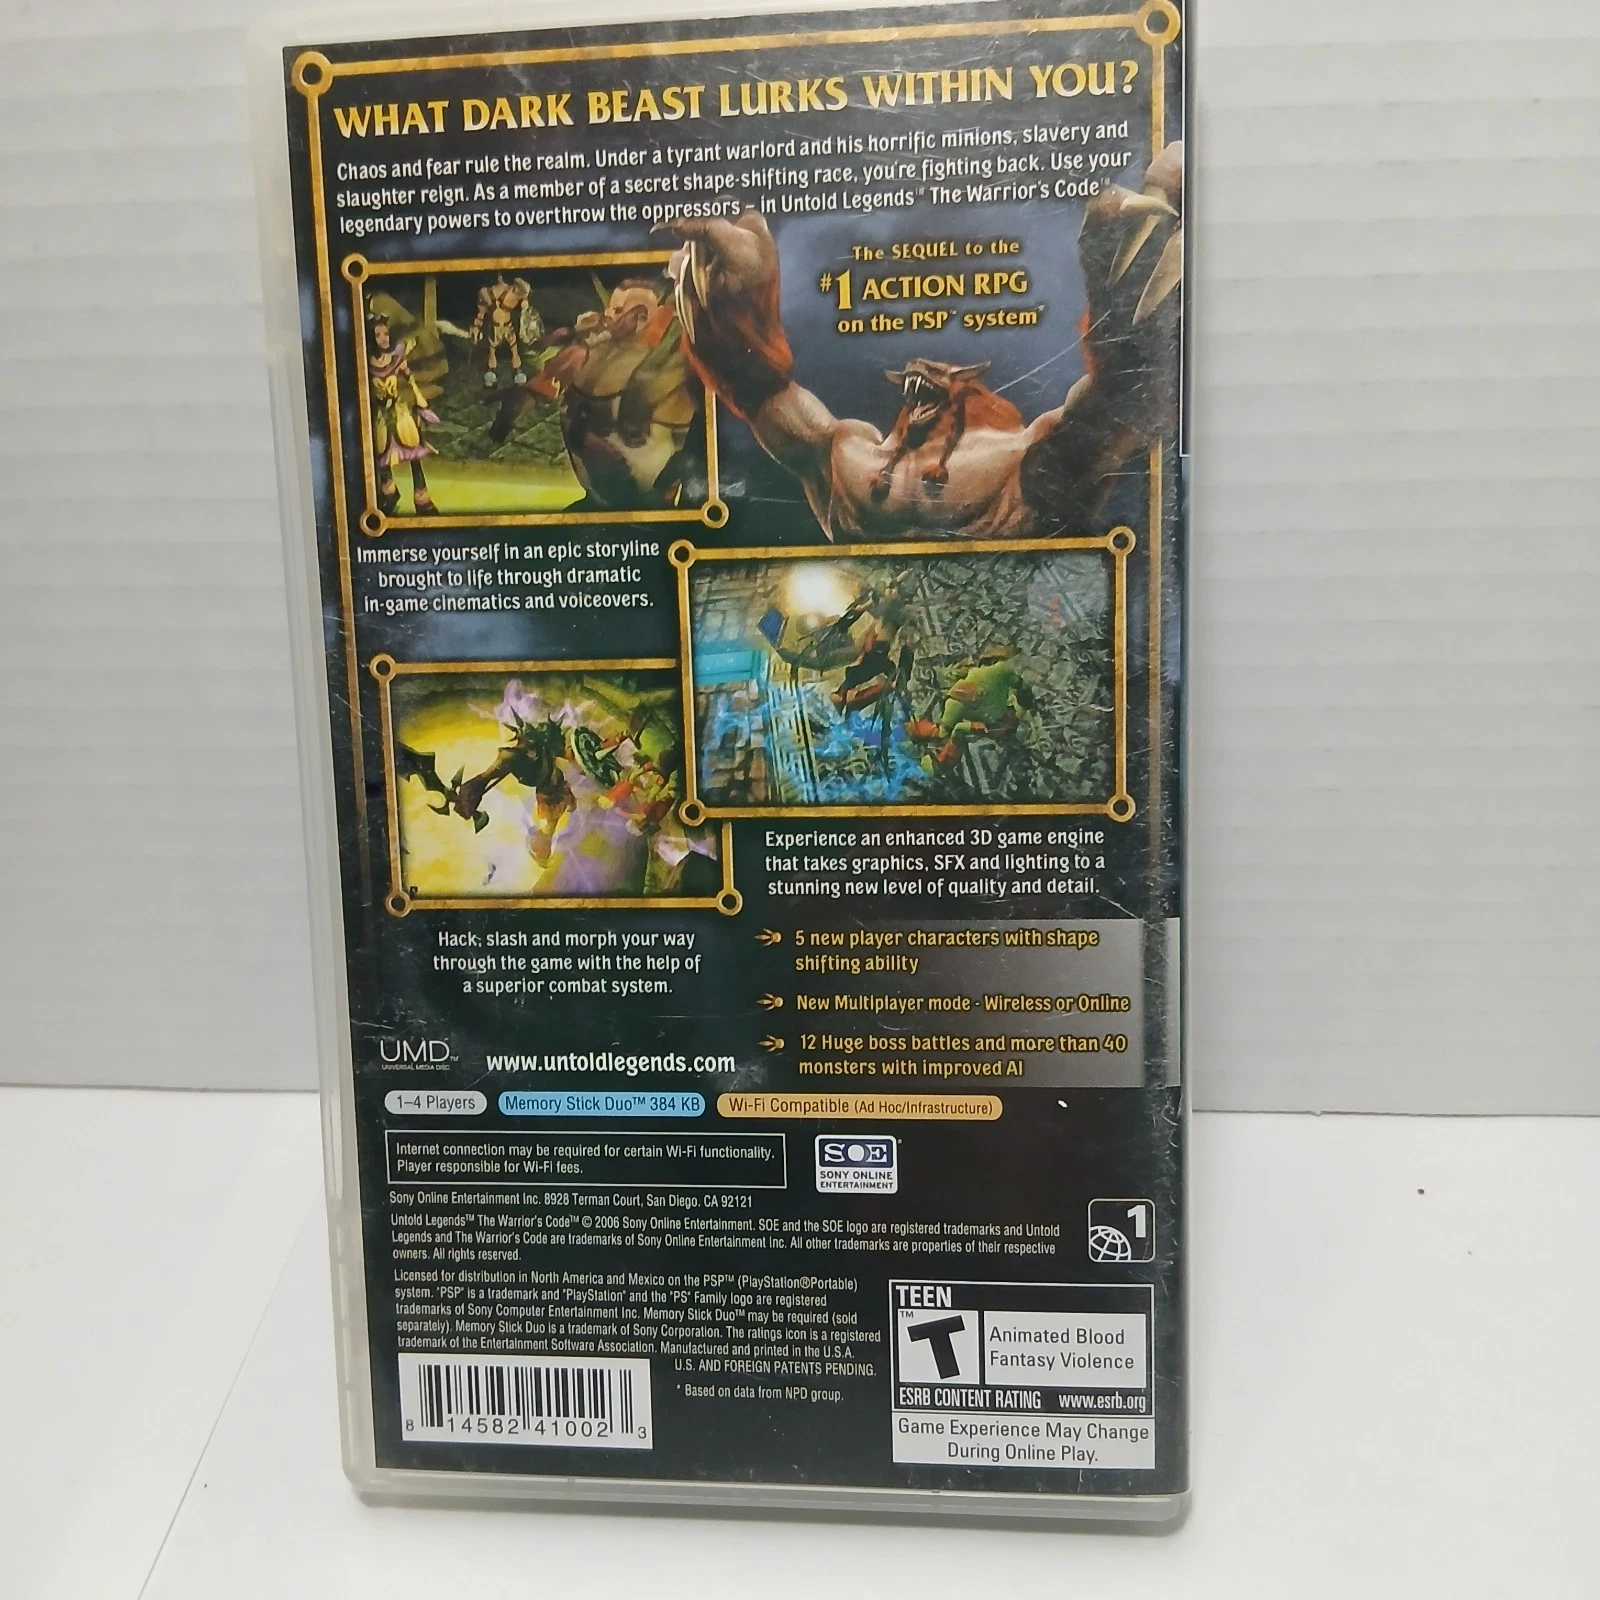 WHAT DARK BEAST LURKS WITHIN YOU?
Chaos and fear rule the realm. Under a tyrant warlord and his horrific minions, slavery and
slaughter reign. As a member of a secret shape-shifting race, you're fighting back. Use your
legendary powers to overthrow the oppressors – in Untold Legends™ The Warrior's Code™.
The SEQUEL to the
#1 ACTION RPG
on the PSP™ system*
Immerse yourself in an epic storyline
brought to life through dramatic
in-game cinematics and voiceovers.
Experience an enhanced 3D game engine
that takes graphics, SFX and lighting to a
stunning new level of quality and detail.
Hack, slash and morph your way
through the game with the help of
a superior combat system.
5 new player characters with shape
shifting ability
New Multiplayer mode - Wireless or Online
12 Huge boss battles and more than 40
monsters with improved AI
UMD™
UNIVERSAL MEDIA DISC
www.untoldlegends.com
1–4 Players
Memory Stick Duo™ 384 KB
Wi-Fi Compatible (Ad Hoc/Infrastructure)
Internet connection may be required for certain Wi-Fi functionality.
Player responsible for Wi-Fi fees.
SOE
SONY ONLINE
ENTERTAINMENT
Sony Online Entertainment Inc. 8928 Terman Court, San Diego. CA 92121
Untold Legends™ The Warrior's Code™ © 2006 Sony Online Entertainment. SOE and the SOE logo are registered trademarks and Untold
Legends and The Warrior's Code are trademarks of Sony Online Entertainment Inc. All other trademarks are properties of their respective
owners. All rights reserved.
1
Licensed for distribution in North America and Mexico on the PSP™ (PlayStation®Portable)
system. "PSP" is a trademark and "PlayStation" and the "PS" Family logo are registered
trademarks of Sony Computer Entertainment Inc. Memory Stick Duo™ may be required (sold
separately). Memory Stick Duo is a trademark of Sony Corporation. The ratings icon is a registered
trademark of the Entertainment Software Association. Manufactured and printed in the U.S.A.
U.S. AND FOREIGN PATENTS PENDING.
* Based on data from NPD group.
8 14582 41002 3
TEEN
T™
Animated Blood
Fantasy Violence
ESRB CONTENT RATING www.esrb.org
Game Experience May Change
During Online Play.